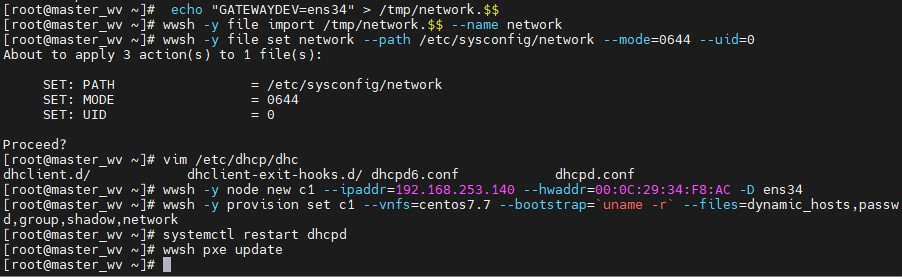 [root@master_wv ~]#  echo "GATEWAYDEV=ens34" > /tmp/network.$$
[root@master_wv ~]# wwsh -y file import /tmp/network.$$ --name network
[root@master_wv ~]# wwsh -y file set network --path /etc/sysconfig/network --mode=0644 --uid=0
About to apply 3 action(s) to 1 file(s):
SET: PATH                 = /etc/sysconfig/network
SET: MODE                 = 0644
SET: UID                  = 0
Proceed?
[root@master_wv ~]# vim /etc/dhcp/dhc
dhclient.d/            dhclient-exit-hooks.d/ dhcpd6.conf            dhcpd.conf
[root@master_wv ~]# wwsh -y node new c1 --ipaddr=192.168.253.140 --hwaddr=00:0C:29:34:F8:AC -D ens34
[root@master_wv ~]# wwsh -y provision set c1 --vnfs=centos7.7 --bootstrap=`uname -r` --files=dynamic_hosts,passw
d,group,shadow,network
[root@master_wv ~]# systemctl restart dhcpd
[root@master_wv ~]# wwsh pxe update
[root@master_wv ~]#